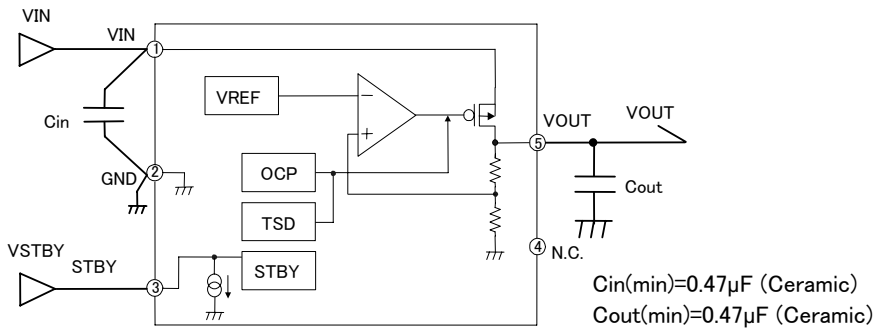 VIN
VIN
①
VREF
−
+
VOUT
VOUT
⑤
Cin
GND
②
OCP
Cout
TSD
VSTBY
STBY
③
STBY
④
N.C.
Cin(min)=0.47μF (Ceramic)
Cout(min)=0.47μF (Ceramic)